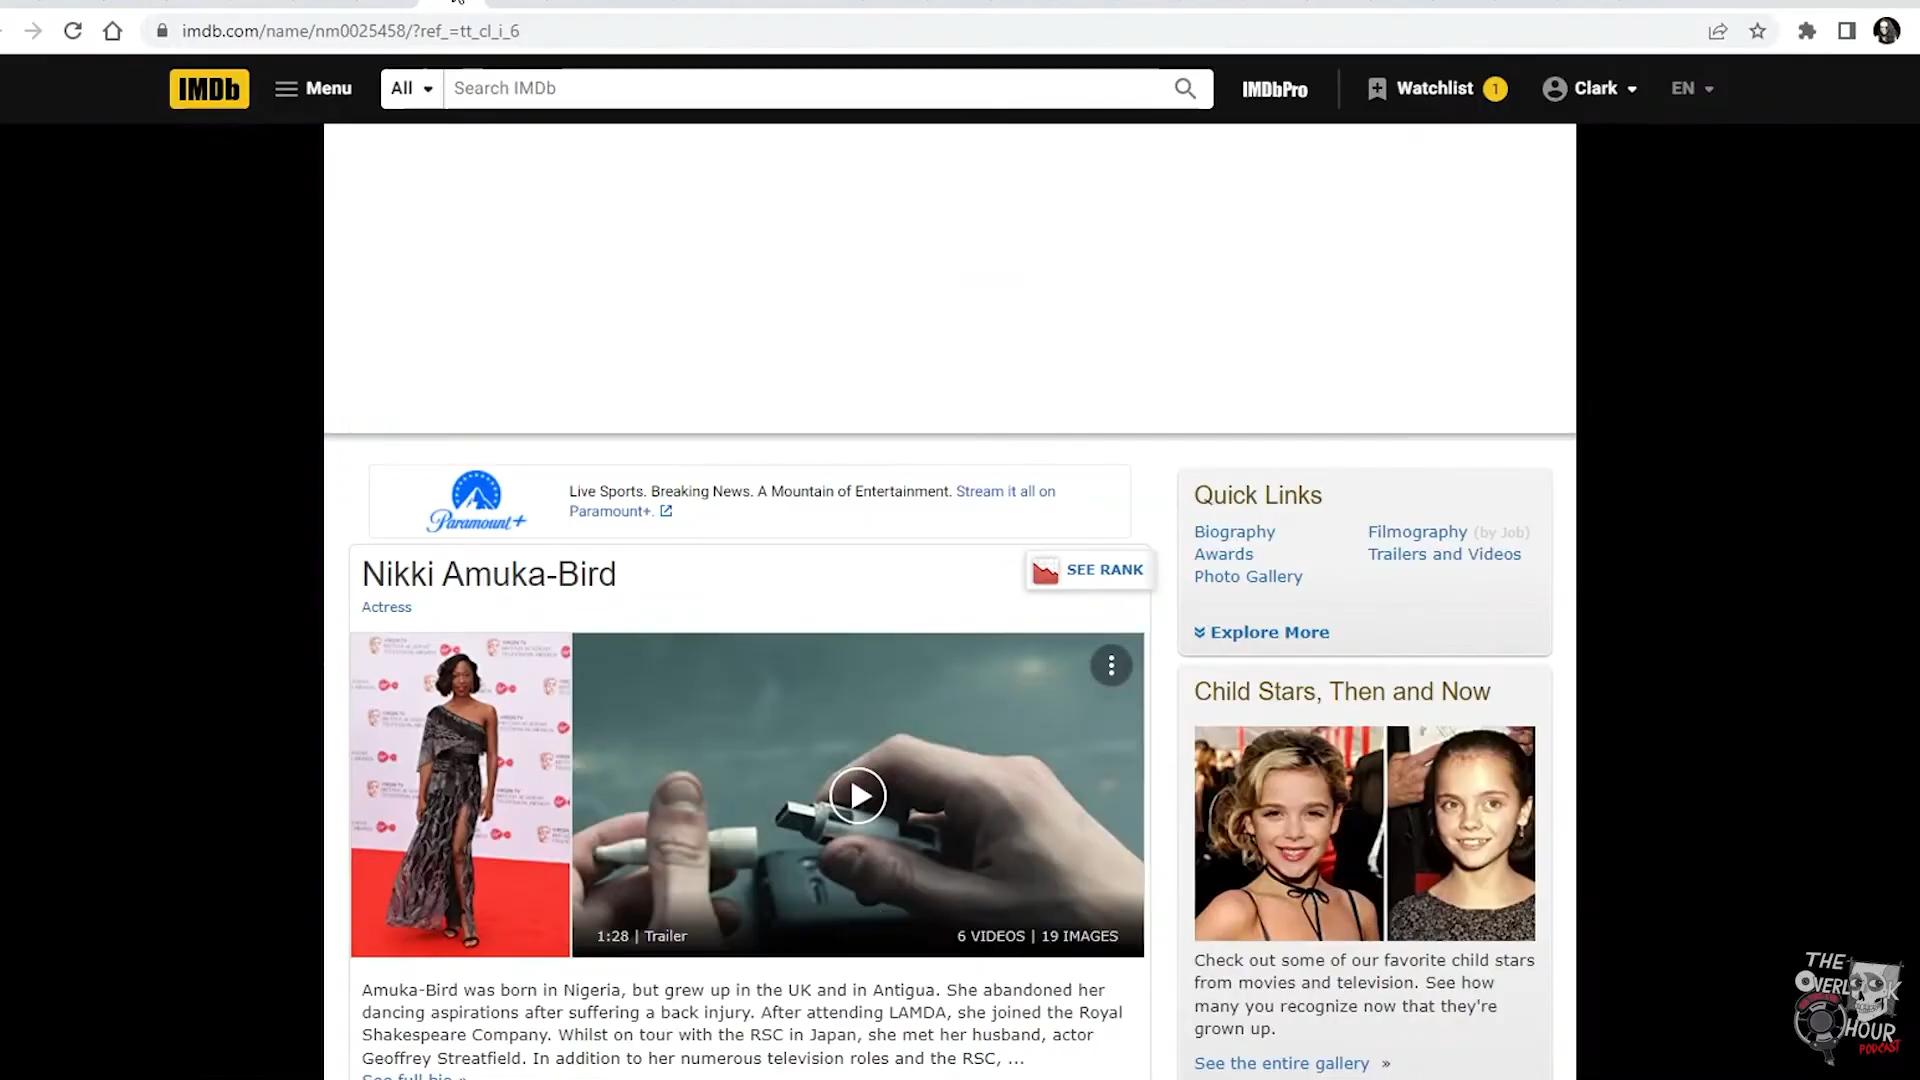 imdb.com/name/nm0025458/?ref_=tt_cl_i_6
IMDb
Menu
All
Search IMDb
IMDbPro
Watchlist
1
Clark
EN
Paramount+
Live Sports. Breaking News. A Mountain of Entertainment. Stream it all on
Paramount+.
Nikki Amuka-Bird
SEE RANK
Actress
1:28 | Trailer
6 VIDEOS | 19 IMAGES
Amuka-Bird was born in Nigeria, but grew up in the UK and in Antigua. She abandoned her
dancing aspirations after suffering a back injury. After attending LAMDA, she joined the Royal
Shakespeare Company. Whilst on tour with the RSC in Japan, she met her husband, actor
Geoffrey Streatfield. In addition to her numerous television roles and the RSC, ...
See full bio »
Quick Links
Biography
Filmography (by Job)
Awards
Trailers and Videos
Photo Gallery
Explore More
Child Stars, Then and Now
Check out some of our favorite child stars
from movies and television. See how
many you recognize now that they're
grown up.
See the entire gallery »
THE
OVERLOOK
HOUR
PODCAST